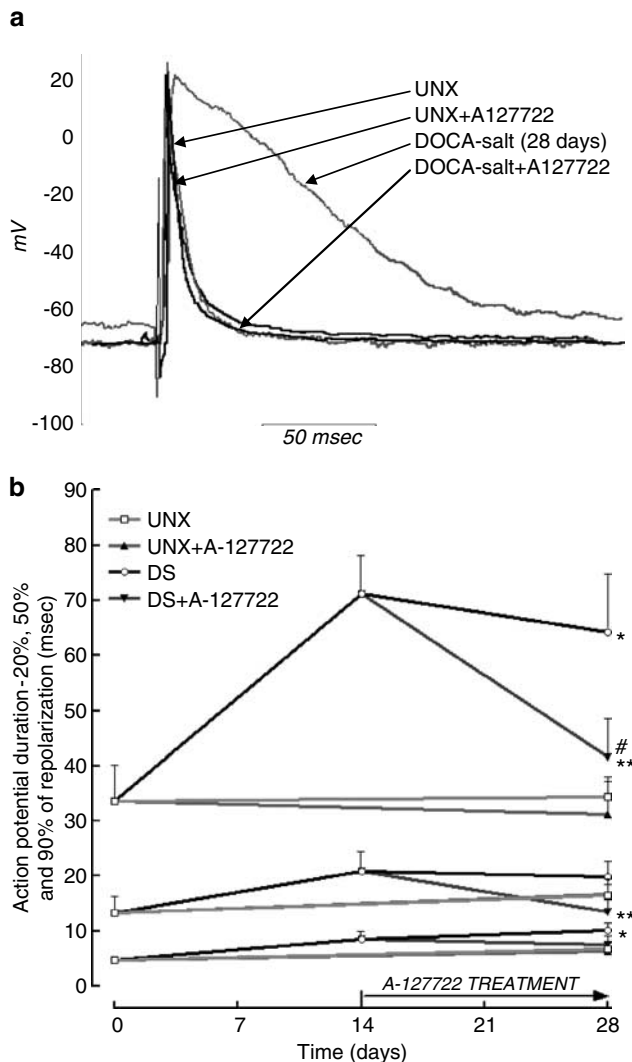 a
20
0
-20
-40
-60
-80
-100
mV
UNX
UNX+A127722
DOCA-salt (28 days)
DOCA-salt+A127722
50 msec
b
90
80
70
60
50
40
30
20
10
0
Action potential duration-20%, 50%
and 90% of repolarization (msec)
UNX
UNX+A-127722
DS
DS+A-127722
*
#
**
**
*
A-127722 TREATMENT
0 7 14 21 28
Time (days)